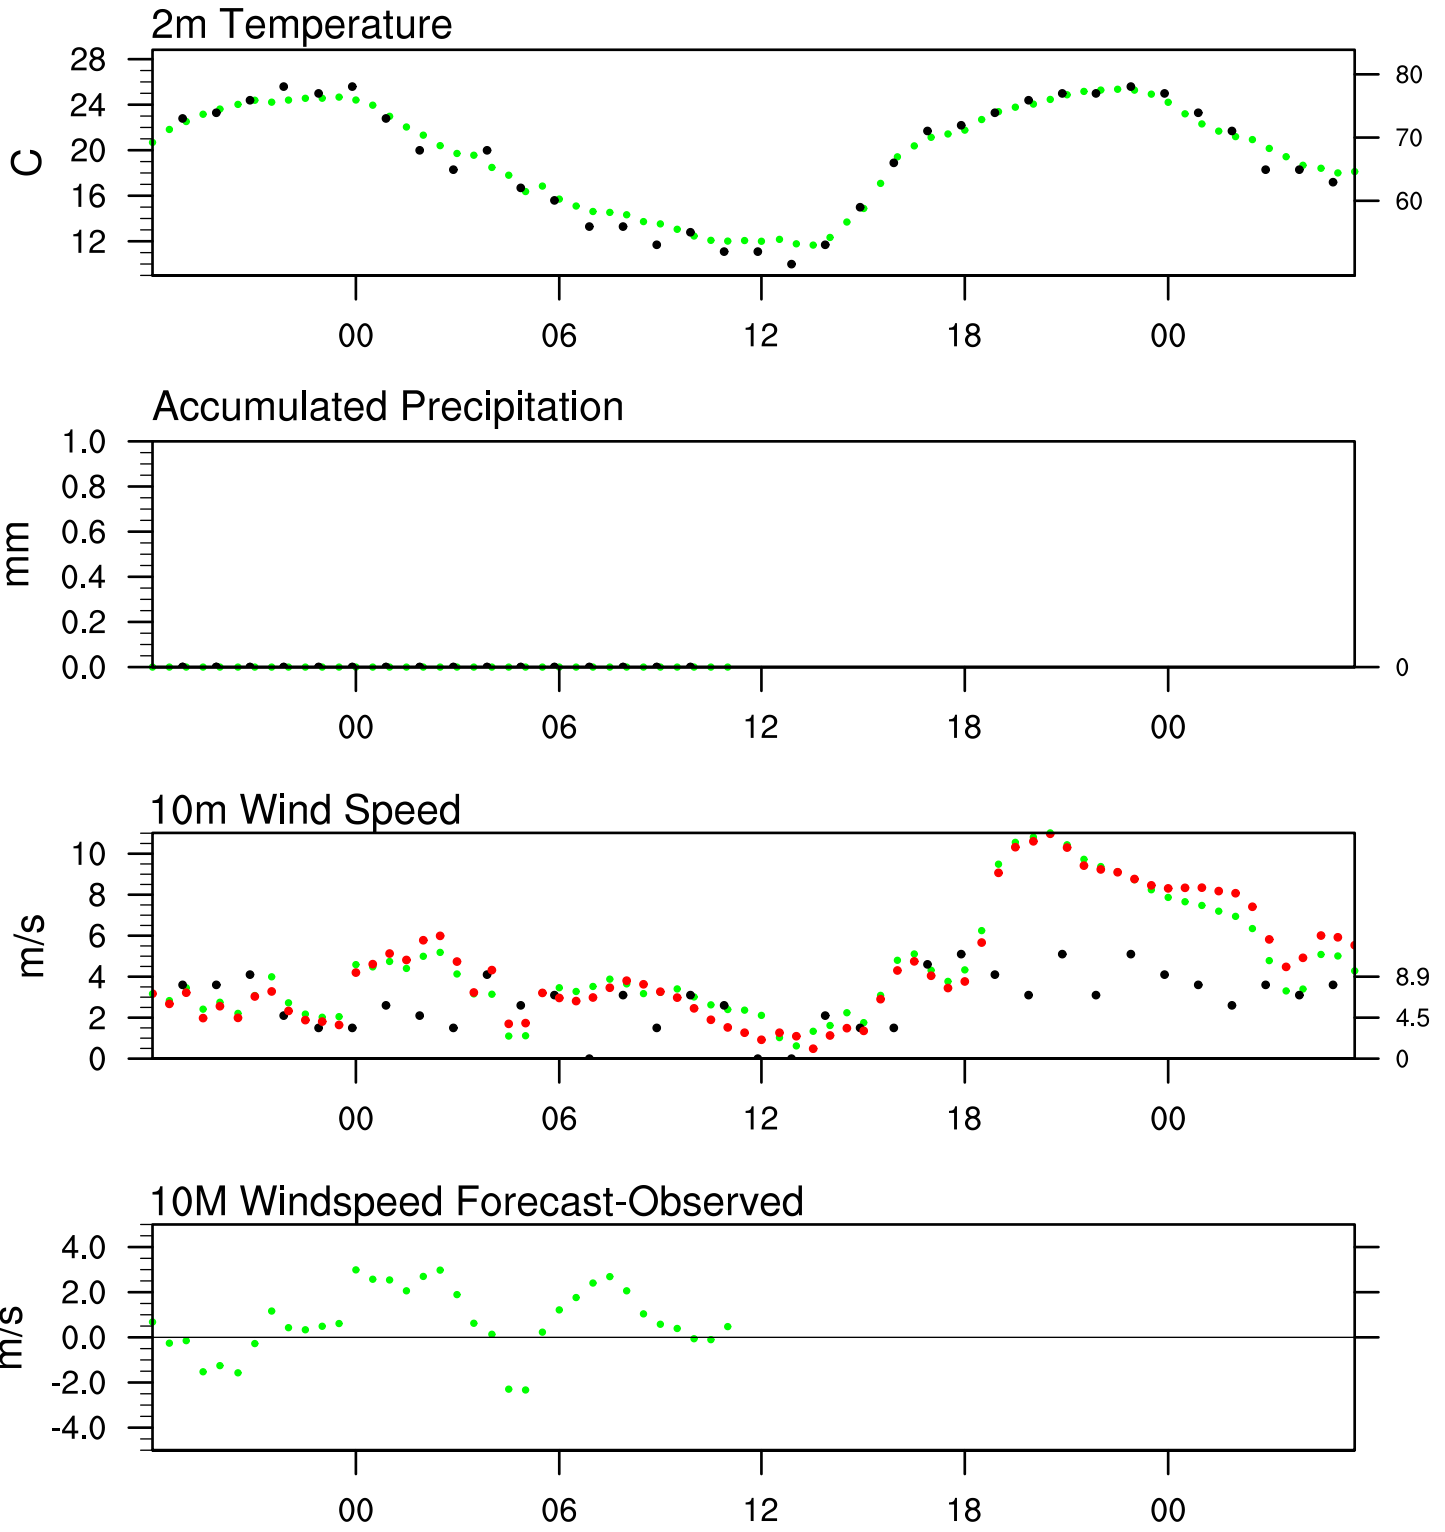 2m Temperature
28
24
20
16
12
C
80
70
60
00 06 12 18 00
Accumulated Precipitation
1.0
0.8
0.6
0.4
0.2
0.0
mm
0
00 06 12 18 00
10m Wind Speed
10
8
6
4
2
0
m/s
8.9
4.5
0
00 06 12 18 00
10M Windspeed Forecast-Observed
4.0
2.0
0.0
-2.0
-4.0
m/s
00 06 12 18 00